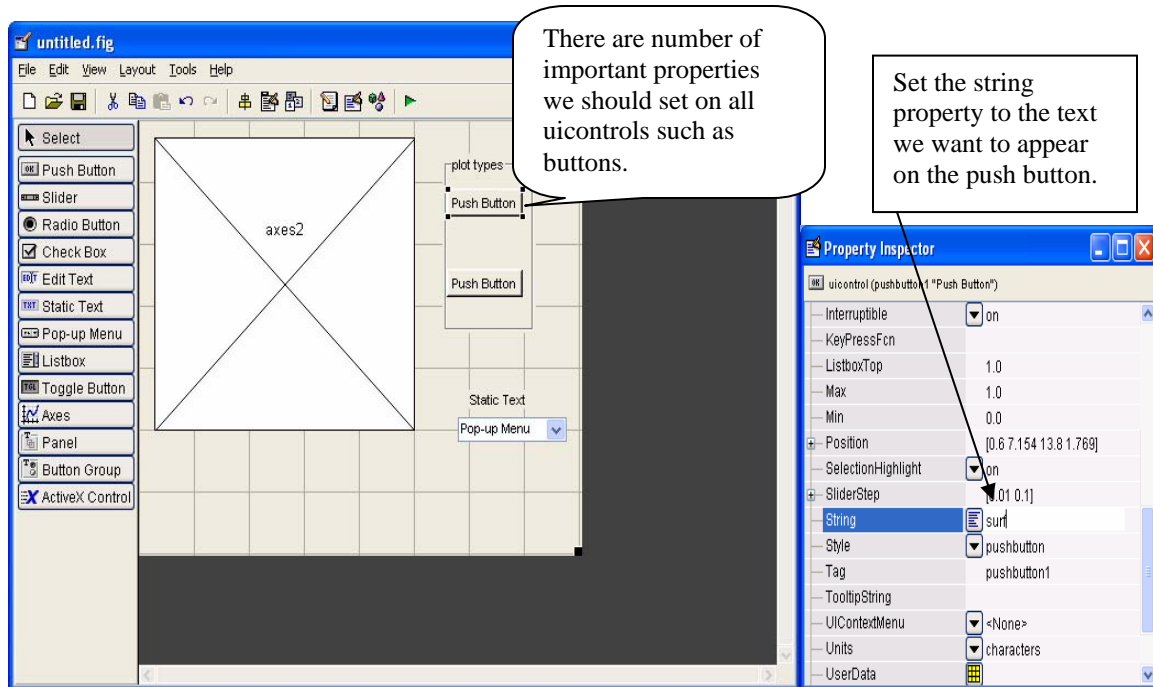 untitled.fig
File Edit View Layout Tools Help
There are number of
important properties
we should set on all
uicontrols such as
buttons.
Set the string
property to the text
we want to appear
on the push button.
Select
OK Push Button
Slider
Radio Button
Check Box
EDIT Edit Text
TXT Static Text
Pop-up Menu
Listbox
TGL Toggle Button
Axes
Panel
Button Group
ActiveX Control
axes2
plot types
Push Button
Push Button
Static Text
Pop-up Menu
Property Inspector
OK uicontrol (pushbutton1 "Push Button")
Interruptible on
KeyPressFcn
ListboxTop 1.0
Max 1.0
Min 0.0
Position [0.6 7.154 13.8 1.769]
SelectionHighlight on
SliderStep [0.01 0.1]
String surf
Style pushbutton
Tag pushbutton1
TooltipString
UIContextMenu <None>
Units characters
UserData